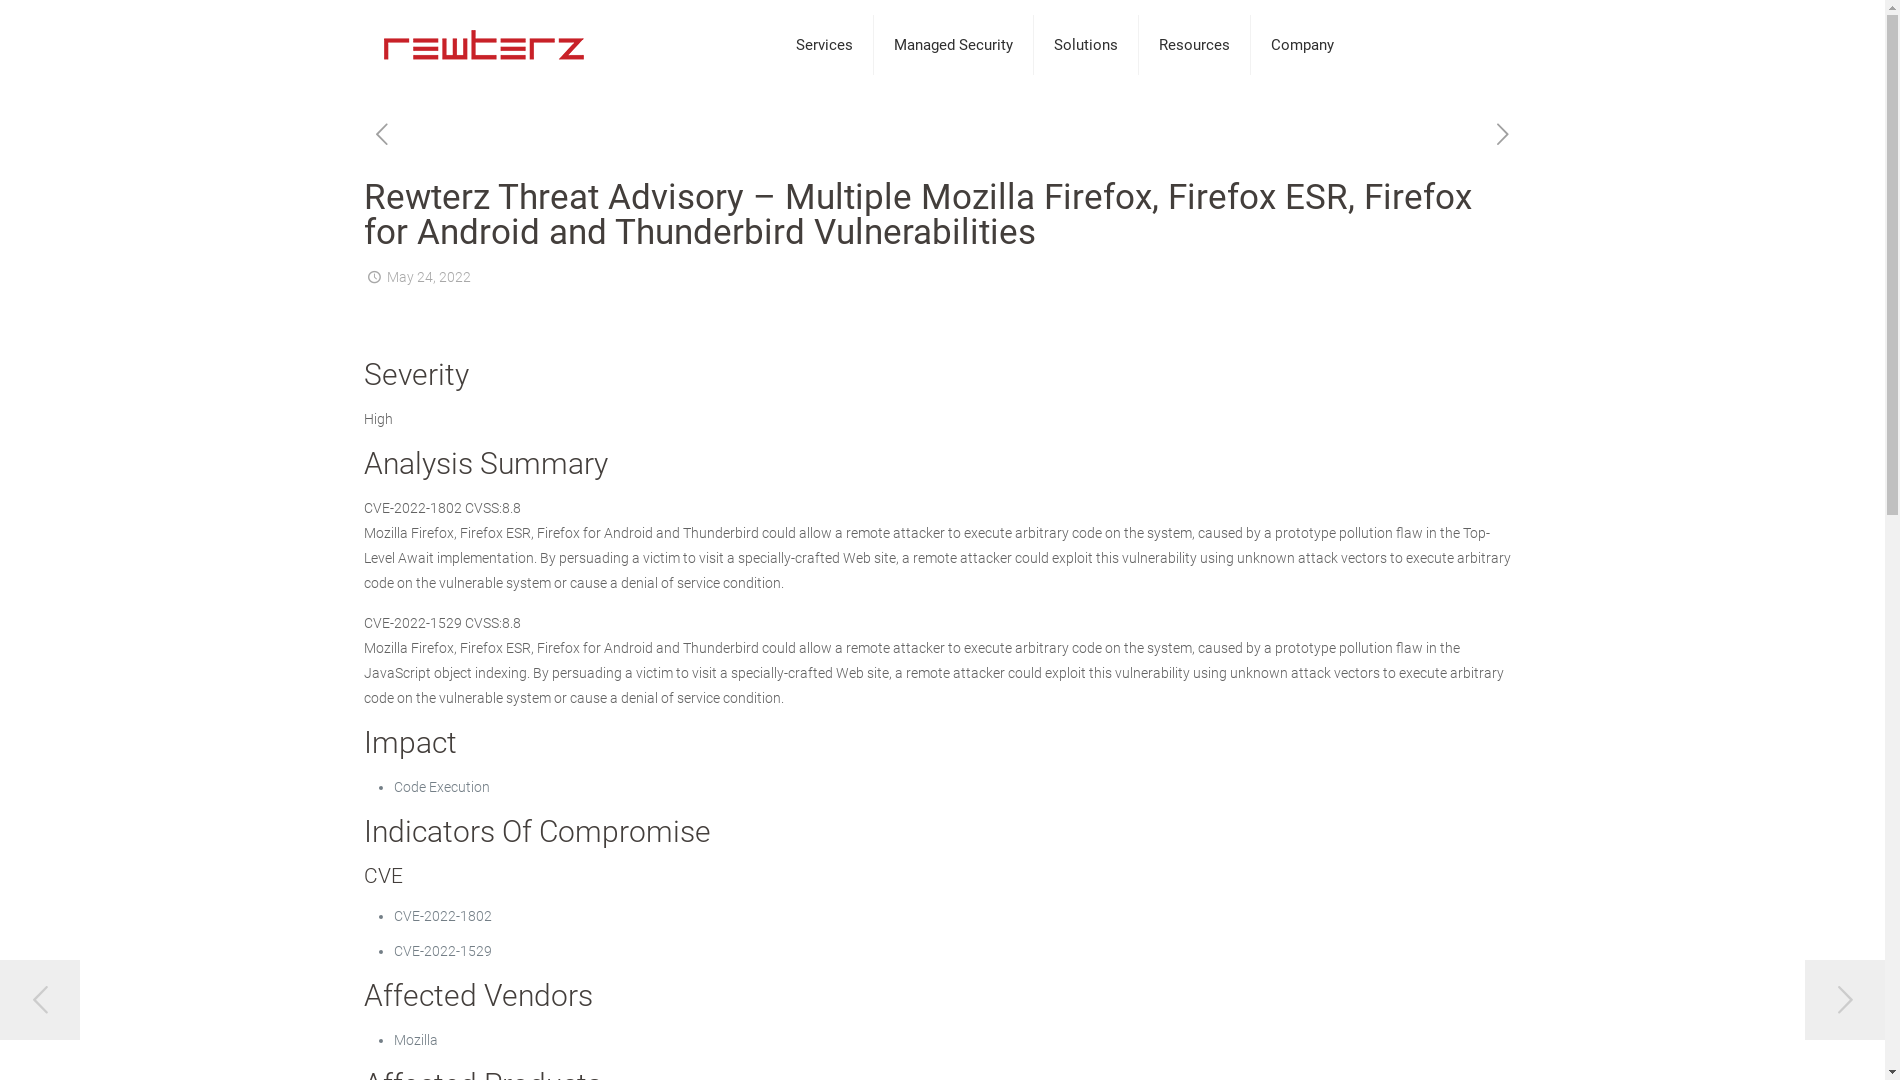 rewterz
Services
Managed Security
Solutions
Resources
Company
Rewterz Threat Advisory – Multiple Mozilla Firefox, Firefox ESR, Firefox
for Android and Thunderbird Vulnerabilities
May 24, 2022
Severity
High
Analysis Summary
CVE-2022-1802 CVSS:8.8
Mozilla Firefox, Firefox ESR, Firefox for Android and Thunderbird could allow a remote attacker to execute arbitrary code on the system, caused by a prototype pollution flaw in the Top-
Level Await implementation. By persuading a victim to visit a specially-crafted Web site, a remote attacker could exploit this vulnerability using unknown attack vectors to execute arbitrary
code on the vulnerable system or cause a denial of service condition.
CVE-2022-1529 CVSS:8.8
Mozilla Firefox, Firefox ESR, Firefox for Android and Thunderbird could allow a remote attacker to execute arbitrary code on the system, caused by a prototype pollution flaw in the
JavaScript object indexing. By persuading a victim to visit a specially-crafted Web site, a remote attacker could exploit this vulnerability using unknown attack vectors to execute arbitrary
code on the vulnerable system or cause a denial of service condition.
Impact
• Code Execution
Indicators Of Compromise
CVE
• CVE-2022-1802
• CVE-2022-1529
Affected Vendors
• Mozilla
Affected Products